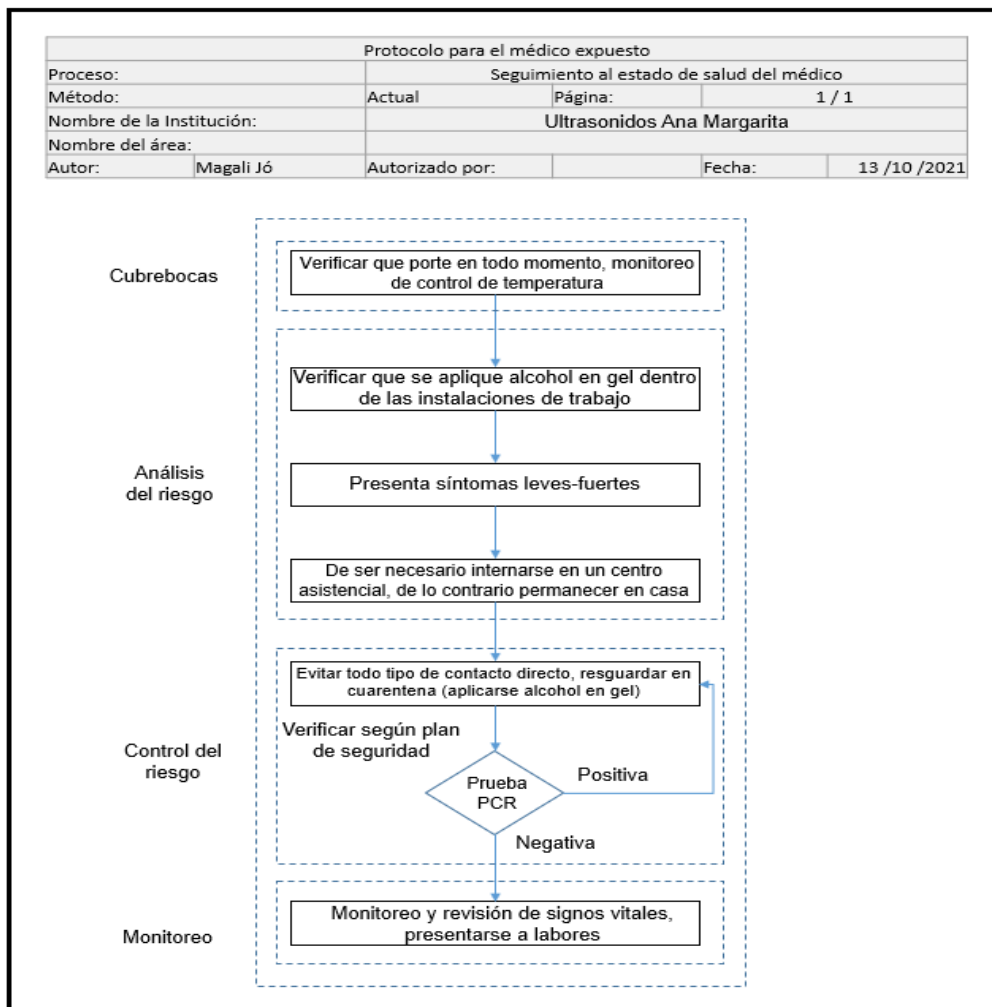 Protocolo para el médico expuesto
Proceso: Seguimiento al estado de salud del médico
Método: Actual Página: 1 / 1
Nombre de la Institución: Ultrasonidos Ana Margarita
Nombre del área:
Autor: Magali Jó Autorizado por: Fecha: 13 /10 /2021
Cubrebocas
Verificar que porte en todo momento, monitoreo
de control de temperatura
Análisis
del riesgo
Verificar que se aplique alcohol en gel dentro
de las instalaciones de trabajo
Presenta síntomas leves-fuertes
De ser necesario internarse en un centro
asistencial, de lo contrario permanecer en casa
Control del
riesgo
Evitar todo tipo de contacto directo, resguardar en
cuarentena (aplicarse alcohol en gel)
Verificar según plan
de seguridad
Prueba
PCR
Positiva
Negativa
Monitoreo
Monitoreo y revisión de signos vitales,
presentarse a labores